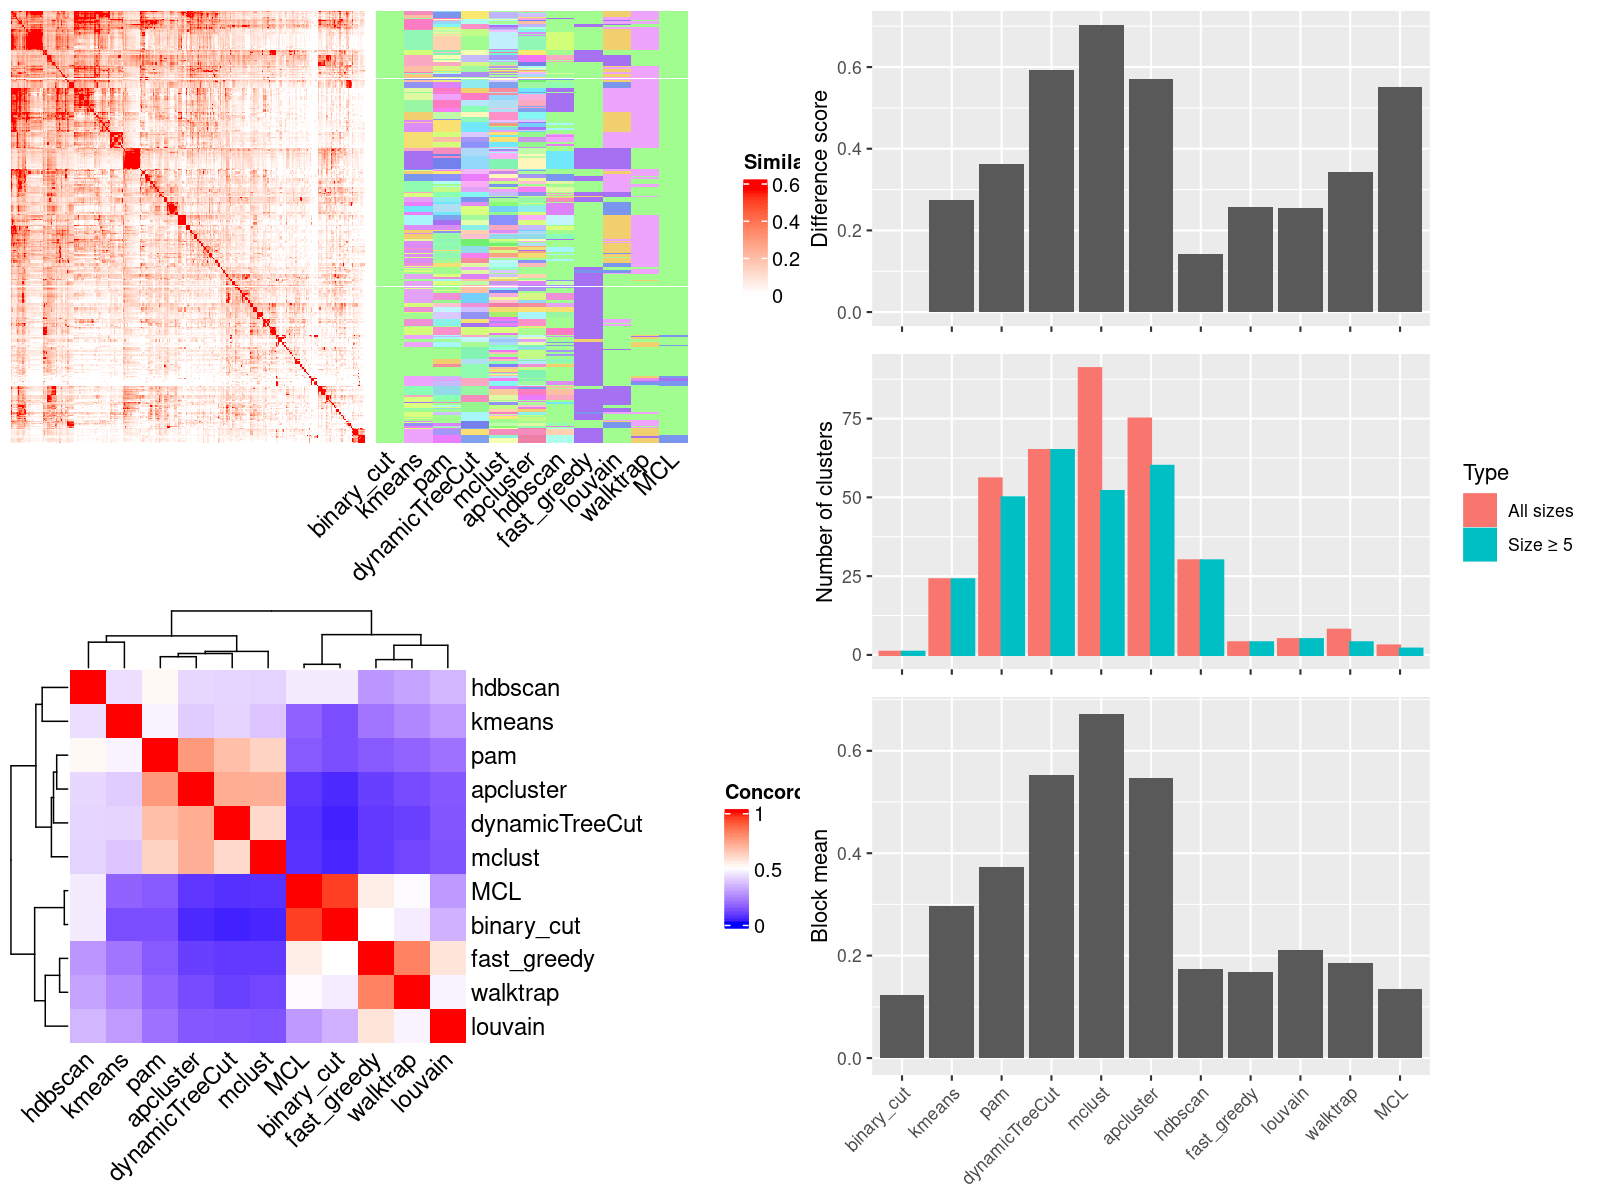 Simila
0.6
0.4
0.2
0
binary_cut
kmeans
pam
dynamicTreeCut
mclust
apcluster
hdbscan
fast_greedy
louvain
walktrap
MCL
hdbscan
kmeans
pam
apcluster
dynamicTreeCut
mclust
MCL
binary_cut
fast_greedy
walktrap
louvain
hdbscan
kmeans
pam
apcluster
dynamicTreeCut
mclust
MCL
binary_cut
fast_greedy
walktrap
louvain
Concord
1
0.5
0
Difference score
0.6
0.4
0.2
0.0
Number of clusters
75
50
25
0
Type
All sizes
Size ≥ 5
Block mean
0.6
0.4
0.2
0.0
binary_cut
kmeans
pam
dynamicTreeCut
mclust
apcluster
hdbscan
fast_greedy
louvain
walktrap
MCL